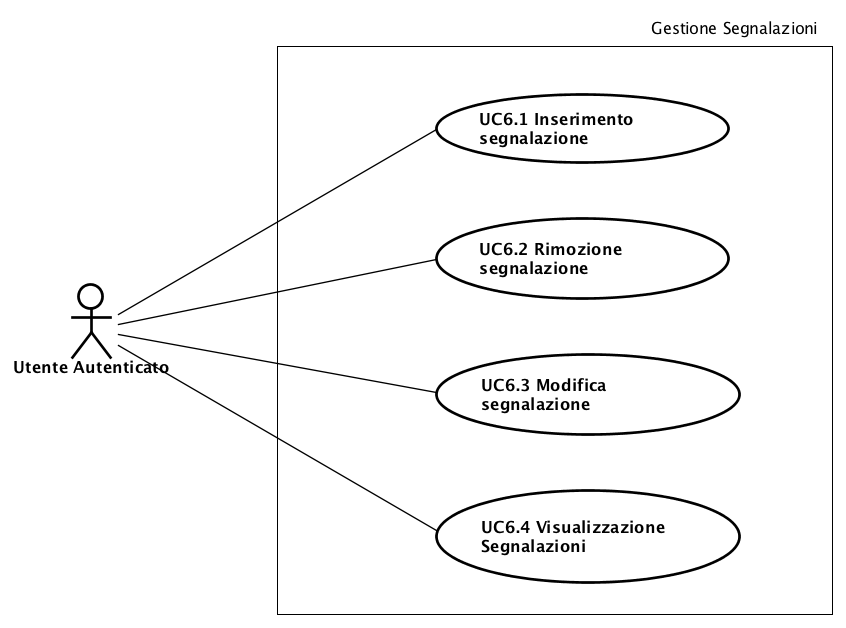 Gestione Segnalazioni
UC6.1 Inserimento
segnalazione
UC6.2 Rimozione
segnalazione
Utente Autenticato
UC6.3 Modifica
segnalazione
UC6.4 Visualizzazione
Segnalazioni